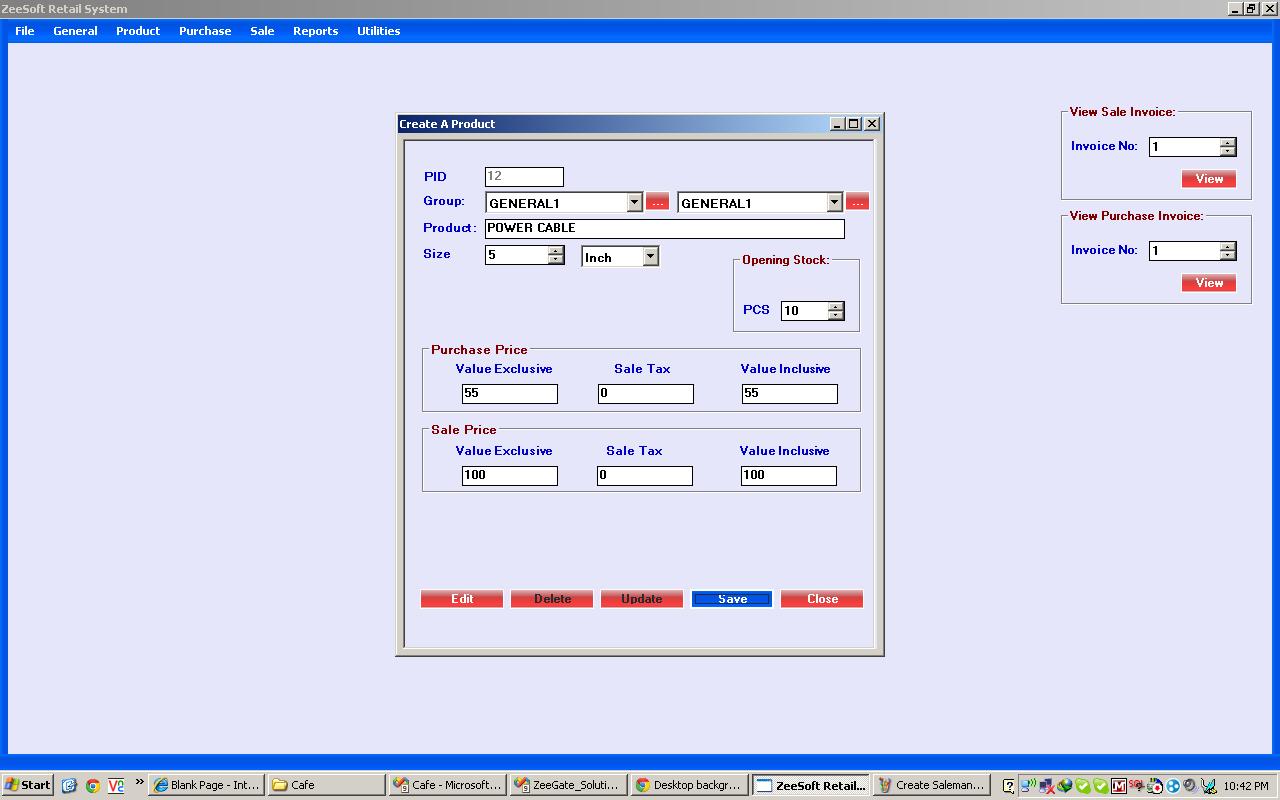 ZeeSoft Retail System
File General Product Purchase Sale Reports Utilities
Create A Product
PID 12
Group: GENERAL1 ... GENERAL1 ...
Product: POWER CABLE
Size 5 Inch
Opening Stock:
PCS 10
Purchase Price
Value Exclusive Sale Tax Value Inclusive
55 0 55
Sale Price
Value Exclusive Sale Tax Value Inclusive
100 0 100
Edit Delete Update Save Close
View Sale Invoice:
Invoice No: 1
View
View Purchase Invoice:
Invoice No: 1
View
Start Blank Page - Int... Cafe Cafe - Microsoft... ZeeGate_Soluti... Desktop backgr... ZeeSoft Retail... Create Saleman... 10:42 PM